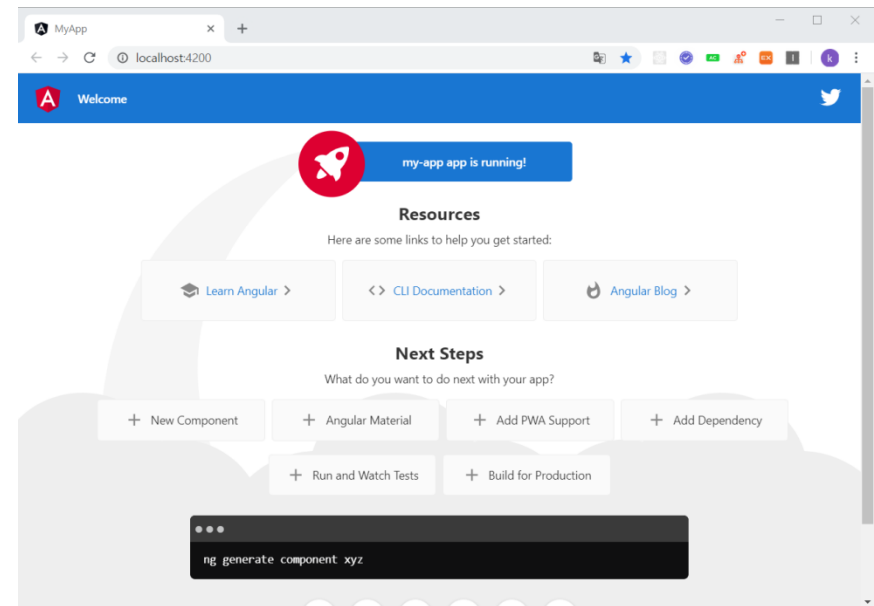 MyApp
localhost:4200
Welcome
my-app app is running!
Resources
Here are some links to help you get started:
Learn Angular
CLI Documentation
Angular Blog
Next Steps
What do you want to do next with your app?
New Component
Angular Material
Add PWA Support
Add Dependency
Run and Watch Tests
Build for Production
ng generate component xyz